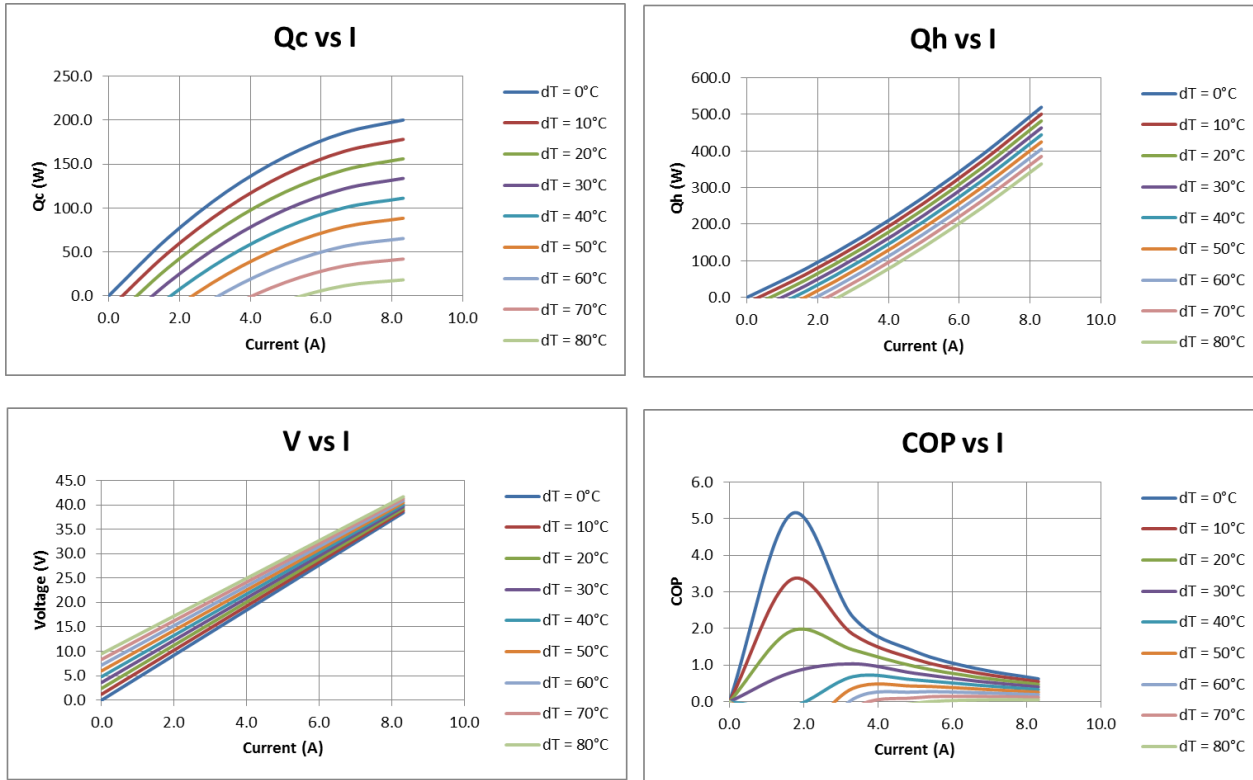 Qc vs I
250.0
200.0
150.0
100.0
50.0
0.0
Qc (W)
0.0 2.0 4.0 6.0 8.0 10.0
Current (A)
dT = 0°C
dT = 10°C
dT = 20°C
dT = 30°C
dT = 40°C
dT = 50°C
dT = 60°C
dT = 70°C
dT = 80°C
Qh vs I
600.0
500.0
400.0
300.0
200.0
100.0
0.0
Qh (W)
0.0 2.0 4.0 6.0 8.0 10.0
Current (A)
dT = 0°C
dT = 10°C
dT = 20°C
dT = 30°C
dT = 40°C
dT = 50°C
dT = 60°C
dT = 70°C
dT = 80°C
V vs I
45.0
40.0
35.0
30.0
25.0
20.0
15.0
10.0
5.0
0.0
Voltage (V)
0.0 2.0 4.0 6.0 8.0 10.0
Current (A)
dT = 0°C
dT = 10°C
dT = 20°C
dT = 30°C
dT = 40°C
dT = 50°C
dT = 60°C
dT = 70°C
dT = 80°C
COP vs I
6.0
5.0
4.0
3.0
2.0
1.0
0.0
COP
0.0 2.0 4.0 6.0 8.0 10.0
Current (A)
dT = 0°C
dT = 10°C
dT = 20°C
dT = 30°C
dT = 40°C
dT = 50°C
dT = 60°C
dT = 70°C
dT = 80°C